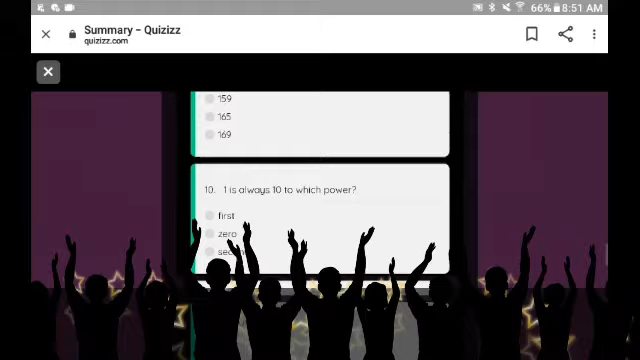 66% 8:51 AM
Summary – Quizizz
quizizz.com
159
165
169
10. 1 is always 10 to which power?
first
zero